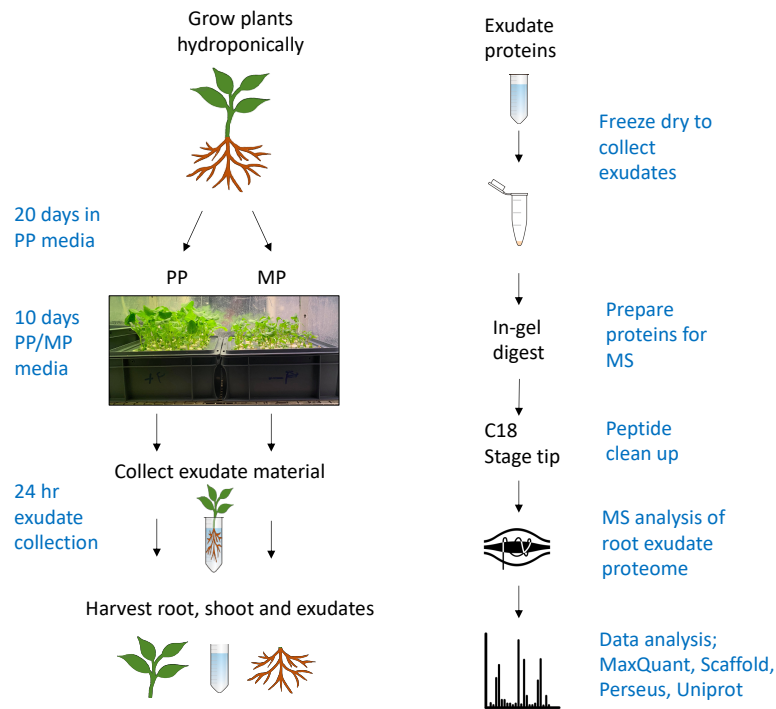 Grow plants
hydroponically
20 days in
PP media
PP
MP
10 days
PP/MP
media
Collect exudate material
24 hr
exudate
collection
Harvest root, shoot and exudates
Exudate
proteins
Freeze dry to
collect
exudates
In-gel
digest
Prepare
proteins for
MS
C18
Stage tip
Peptide
clean up
MS analysis of
root exudate
proteome
Data analysis;
MaxQuant, Scaffold,
Perseus, Uniprot